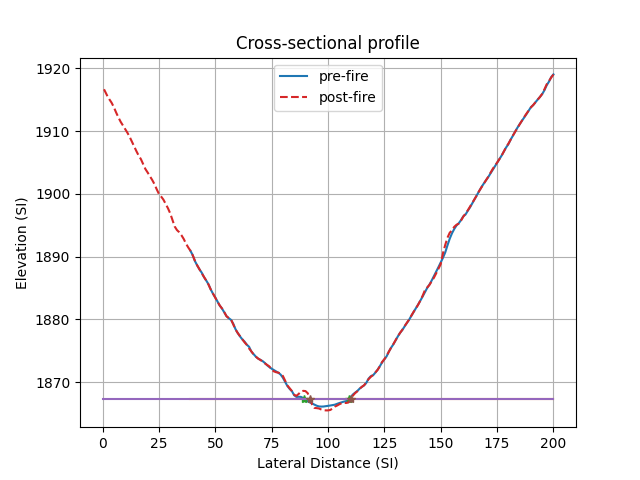 Cross-sectional profile
pre-fire
post-fire
Elevation (SI)
1920
1910
1900
1890
1880
1870
0 25 50 75 100 125 150 175 200
Lateral Distance (SI)